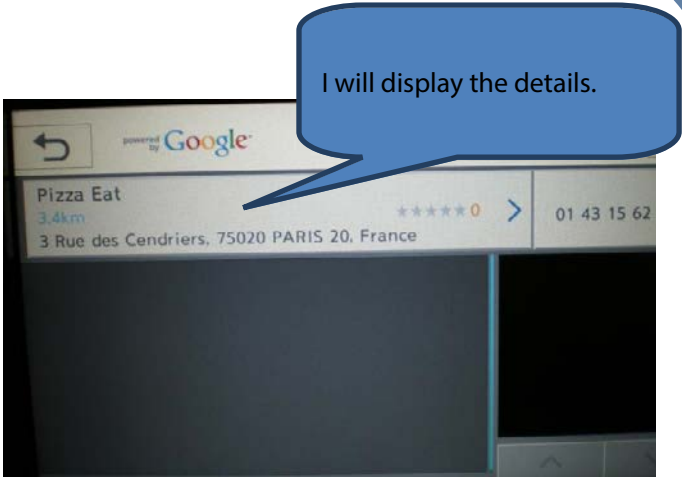 I will display the details.
powered by Google
Pizza Eat
3,4km
0
3 Rue des Cendriers, 75020 PARIS 20, France
01 43 15 62